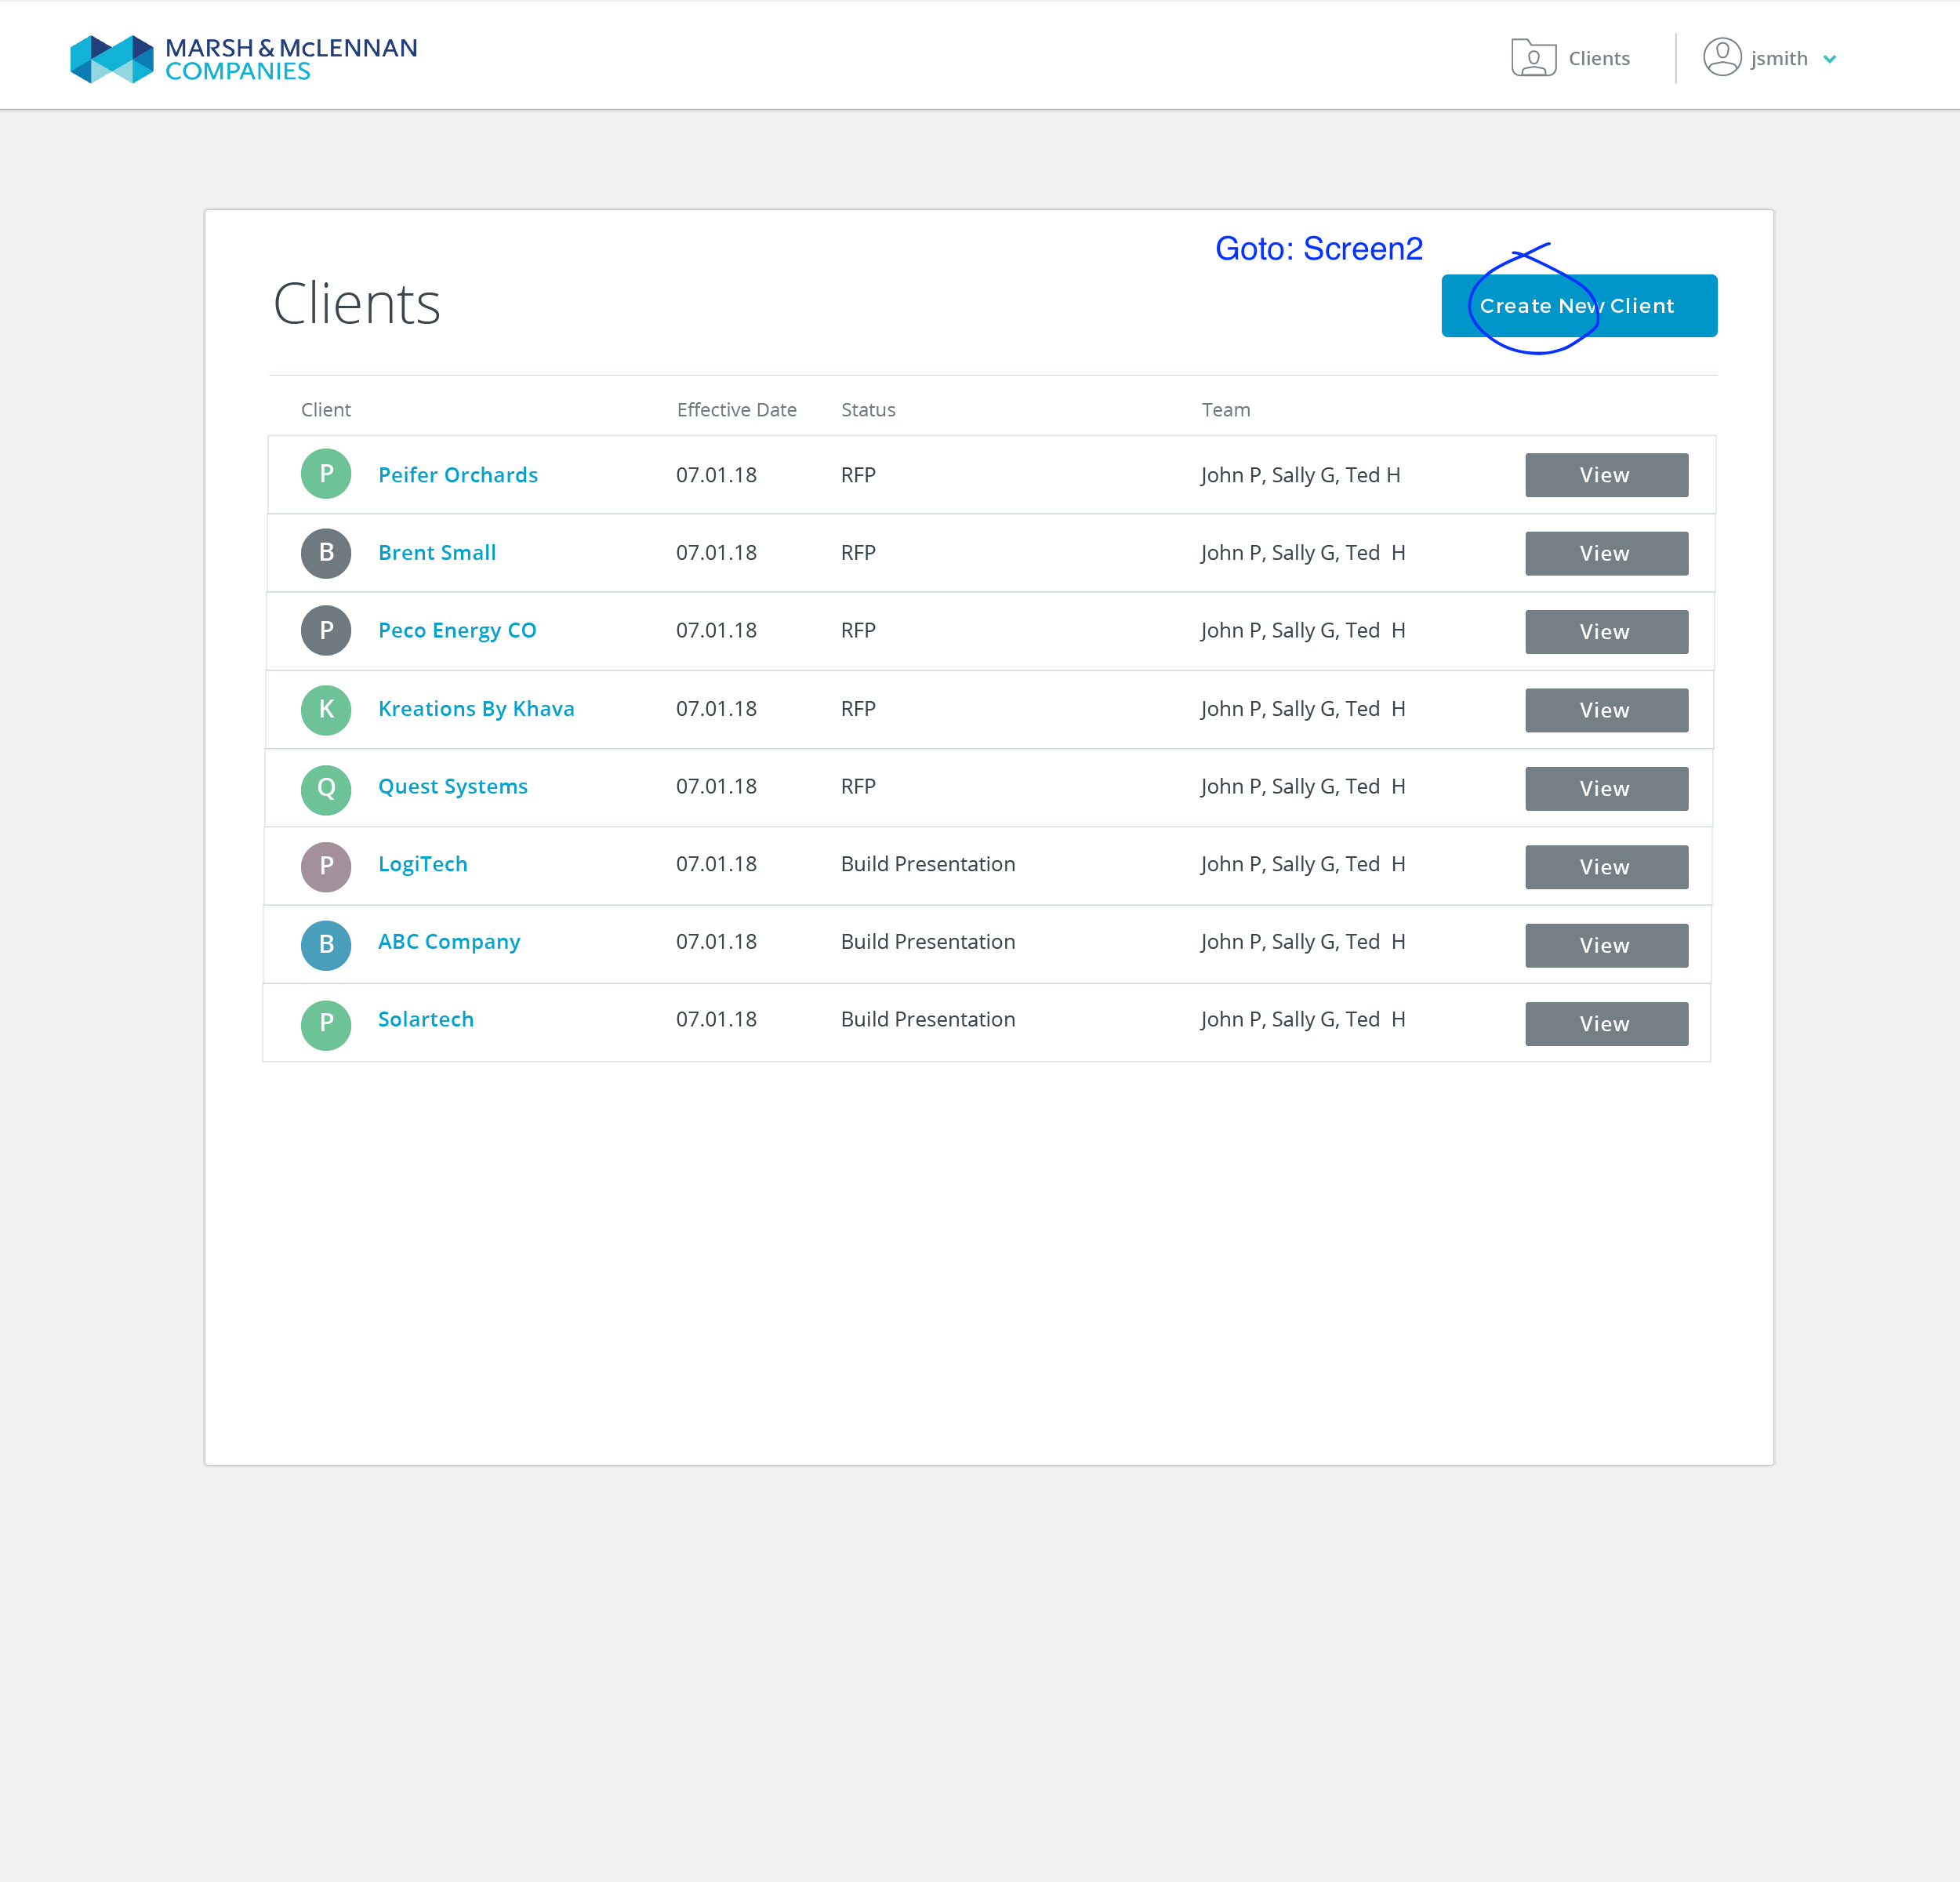 MARSH & McLENNAN
COMPANIES
Clients
jsmith
Goto: Screen2
Clients
Create New Client
Client Effective Date Status Team
P Peifer Orchards 07.01.18 RFP John P, Sally G, Ted H View
B Brent Small 07.01.18 RFP John P, Sally G, Ted H View
P Peco Energy CO 07.01.18 RFP John P, Sally G, Ted H View
K Kreations By Khava 07.01.18 RFP John P, Sally G, Ted H View
Q Quest Systems 07.01.18 RFP John P, Sally G, Ted H View
P LogiTech 07.01.18 Build Presentation John P, Sally G, Ted H View
B ABC Company 07.01.18 Build Presentation John P, Sally G, Ted H View
P Solartech 07.01.18 Build Presentation John P, Sally G, Ted H View